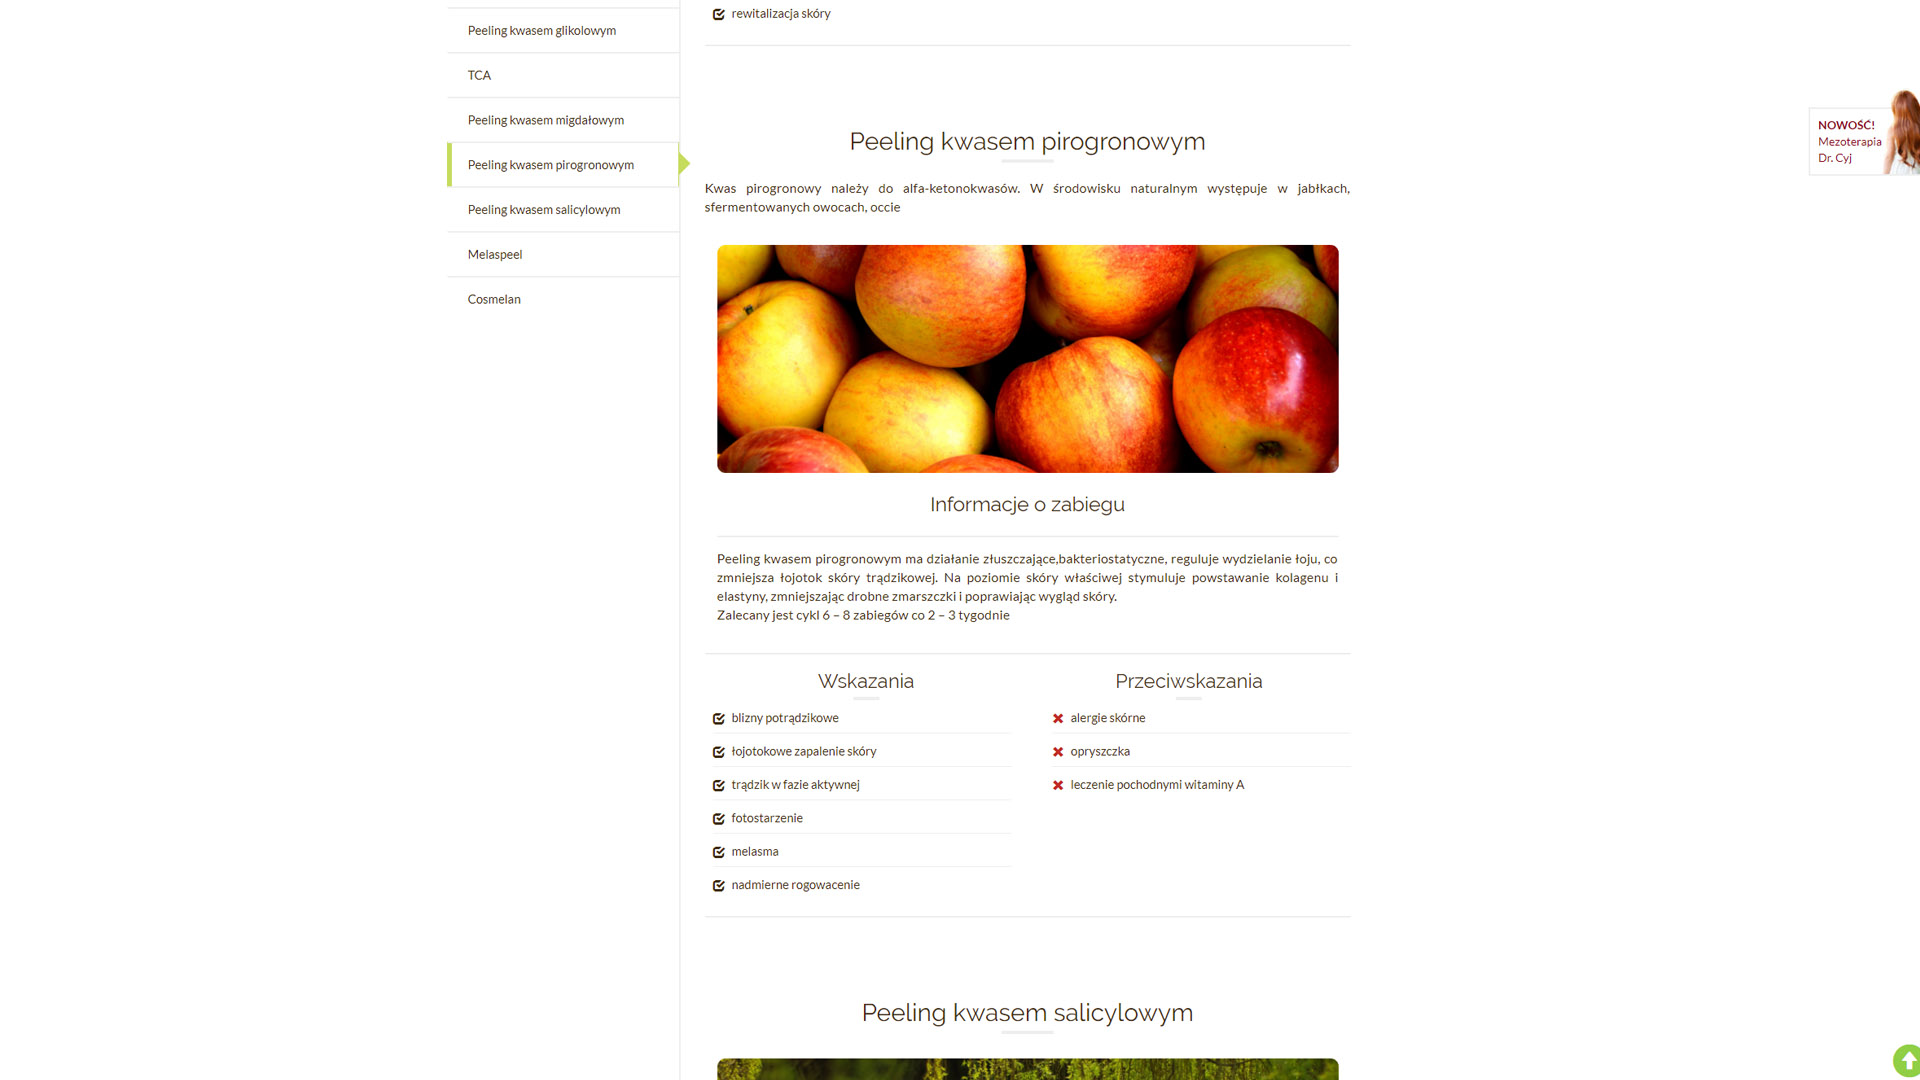 rewitalizacja skóry
Peeling kwasem glikolowym
TCA
Peeling kwasem migdałowym
Peeling kwasem pirogronowym
Peeling kwasem salicylowym
Melaspeel
Cosmelan
NOWOŚĆ!
Mezoterapia
Dr. Cyj
Peeling kwasem pirogronowym
Kwas pirogronowy należy do alfa-ketonokwasów. W środowisku naturalnym występuje w jabłkach,
sfermentowanych owocach, occie
Informacje o zabiegu
Peeling kwasem pirogronowym ma działanie złuszczające,bakteriostatyczne, reguluje wydzielanie łoju, co
zmniejsza łojotok skóry trądzikowej. Na poziomie skóry właściwej stymuluje powstawanie kolagenu i
elastyny, zmniejszając drobne zmarszczki i poprawiając wygląd skóry.
Zalecany jest cykl 6 – 8 zabiegów co 2 – 3 tygodnie
Wskazania
blizny potrądzikowe
łojotokowe zapalenie skóry
trądzik w fazie aktywnej
fotostarzenie
melasma
nadmierne rogowacenie
Przeciwskazania
alergie skórne
opryszczka
leczenie pochodnymi witaminy A
Peeling kwasem salicylowym